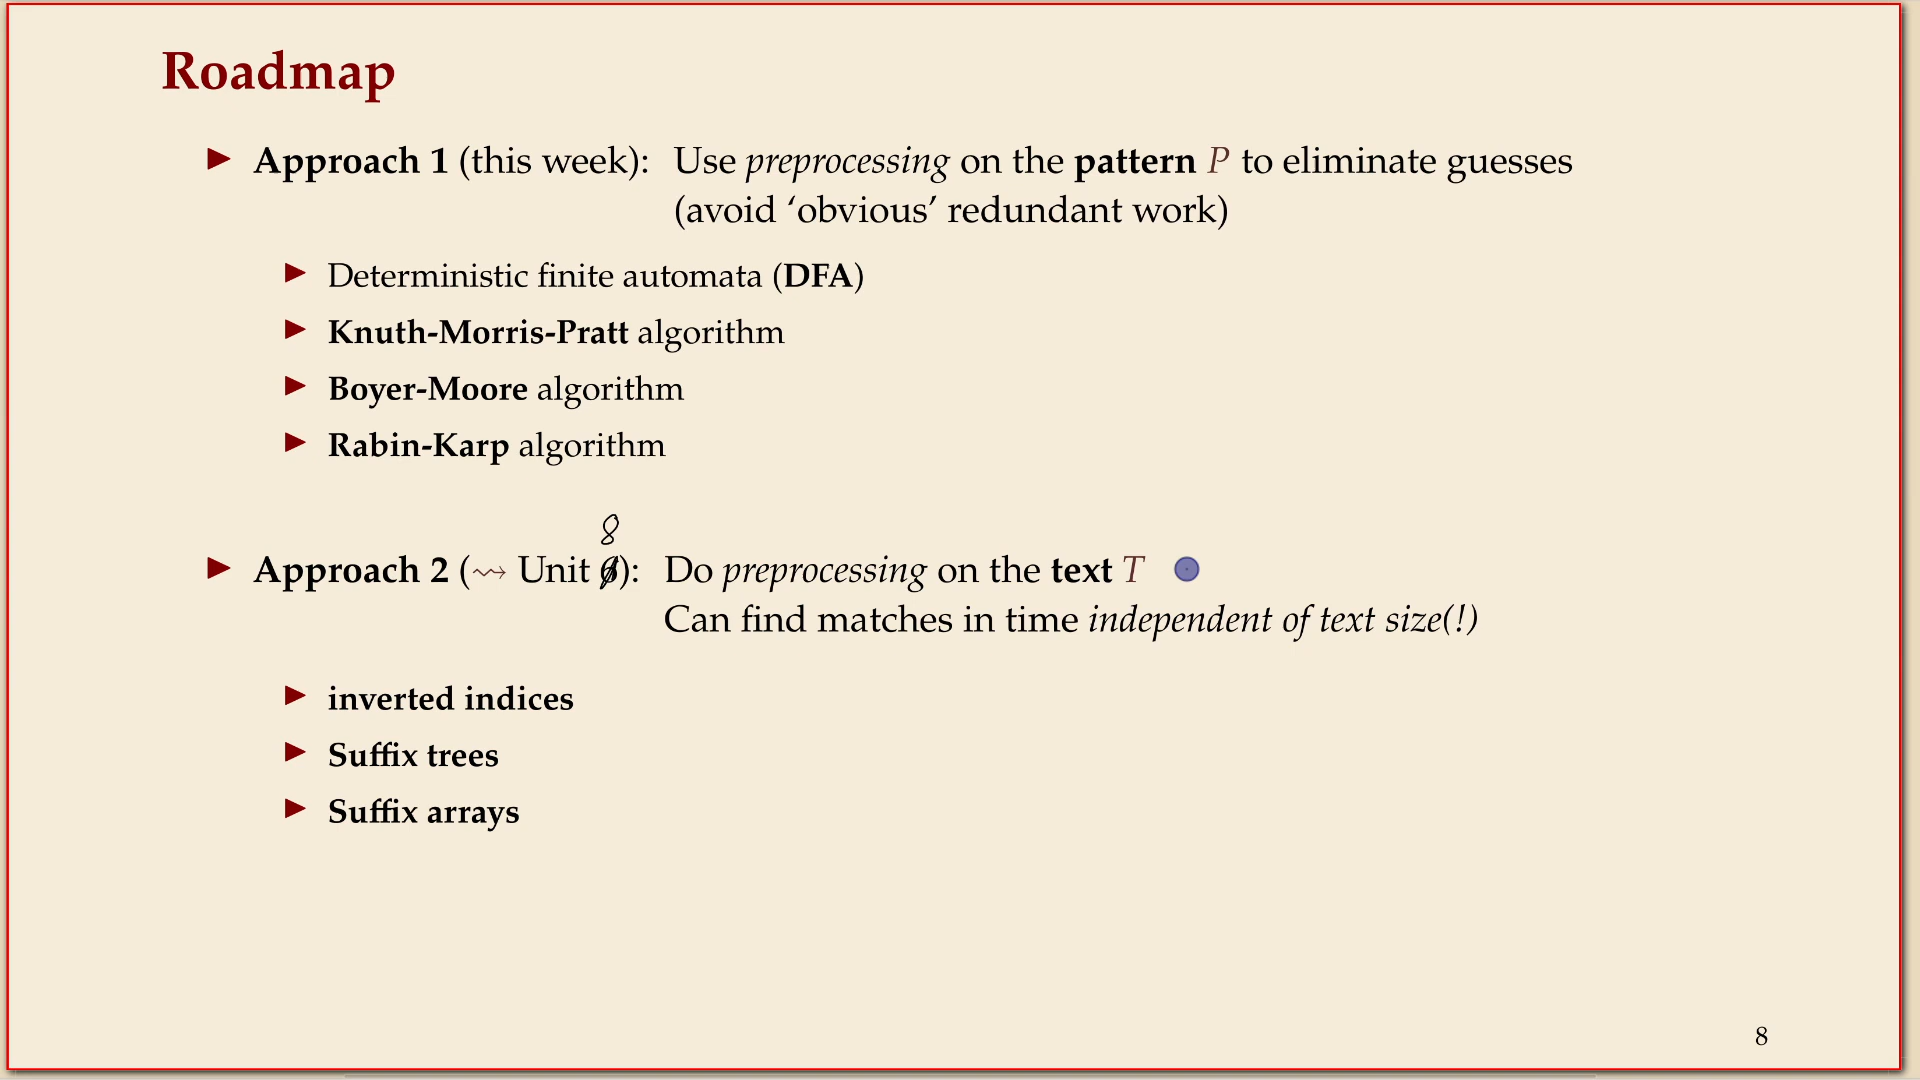 Roadmap
Approach 1 (this week): Use preprocessing on the pattern P to eliminate guesses
(avoid ‘obvious’ redundant work)
Deterministic finite automata (DFA)
Knuth-Morris-Pratt algorithm
Boyer-Moore algorithm
Rabin-Karp algorithm
8
Approach 2 (⇝ Unit 6): Do preprocessing on the text T
Can find matches in time independent of text size(!)
inverted indices
Suffix trees
Suffix arrays
8